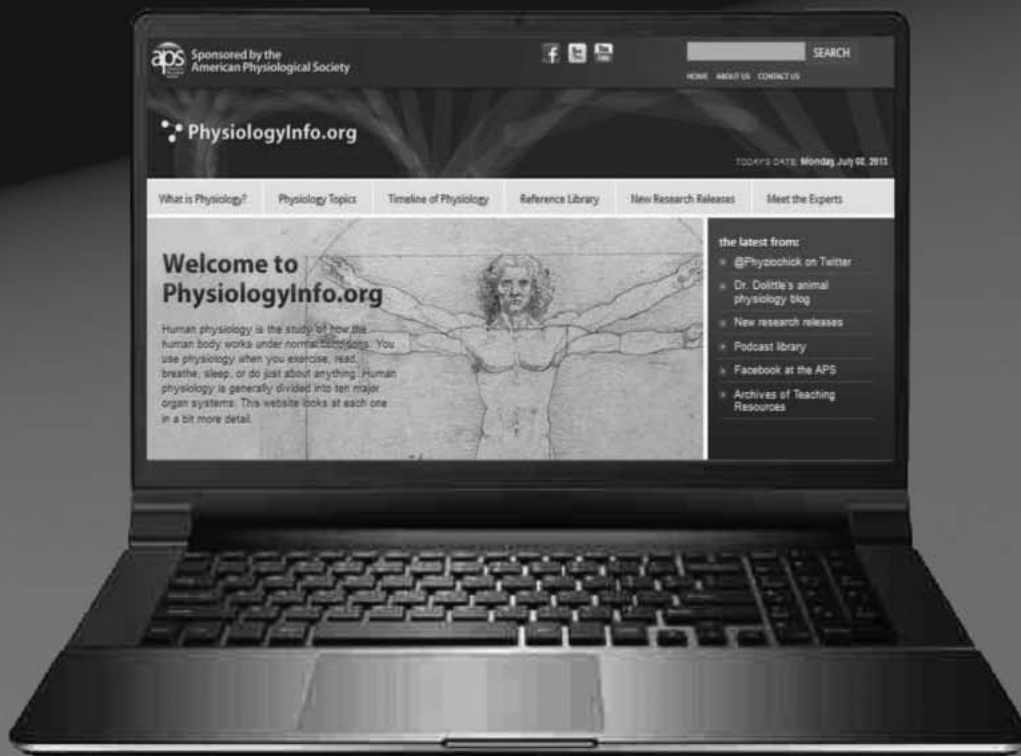 aps
Sponsored by the
American Physiological Society
f
t
You
SEARCH
HOME ABOUT US CONTACT US
PhysiologyInfo.org
TODAY'S DATE: Monday, July 08, 2013
What is Physiology?
Physiology Topics
Timeline of Physiology
Reference Library
New Research Releases
Meet the Experts
Welcome to
PhysiologyInfo.org
Human physiology is the study of how the
human body works under normal conditions. You
use physiology when you exercise, read,
breathe, sleep, or do just about anything. Human
physiology is generally divided into ten major
organ systems. This website looks at each one
in a bit more detail.
the latest from:
@Phyziochick on Twitter
Dr. Dolittle's animal
physiology blog
New research releases
Podcast library
Facebook at the APS
Archives of Teaching
Resources